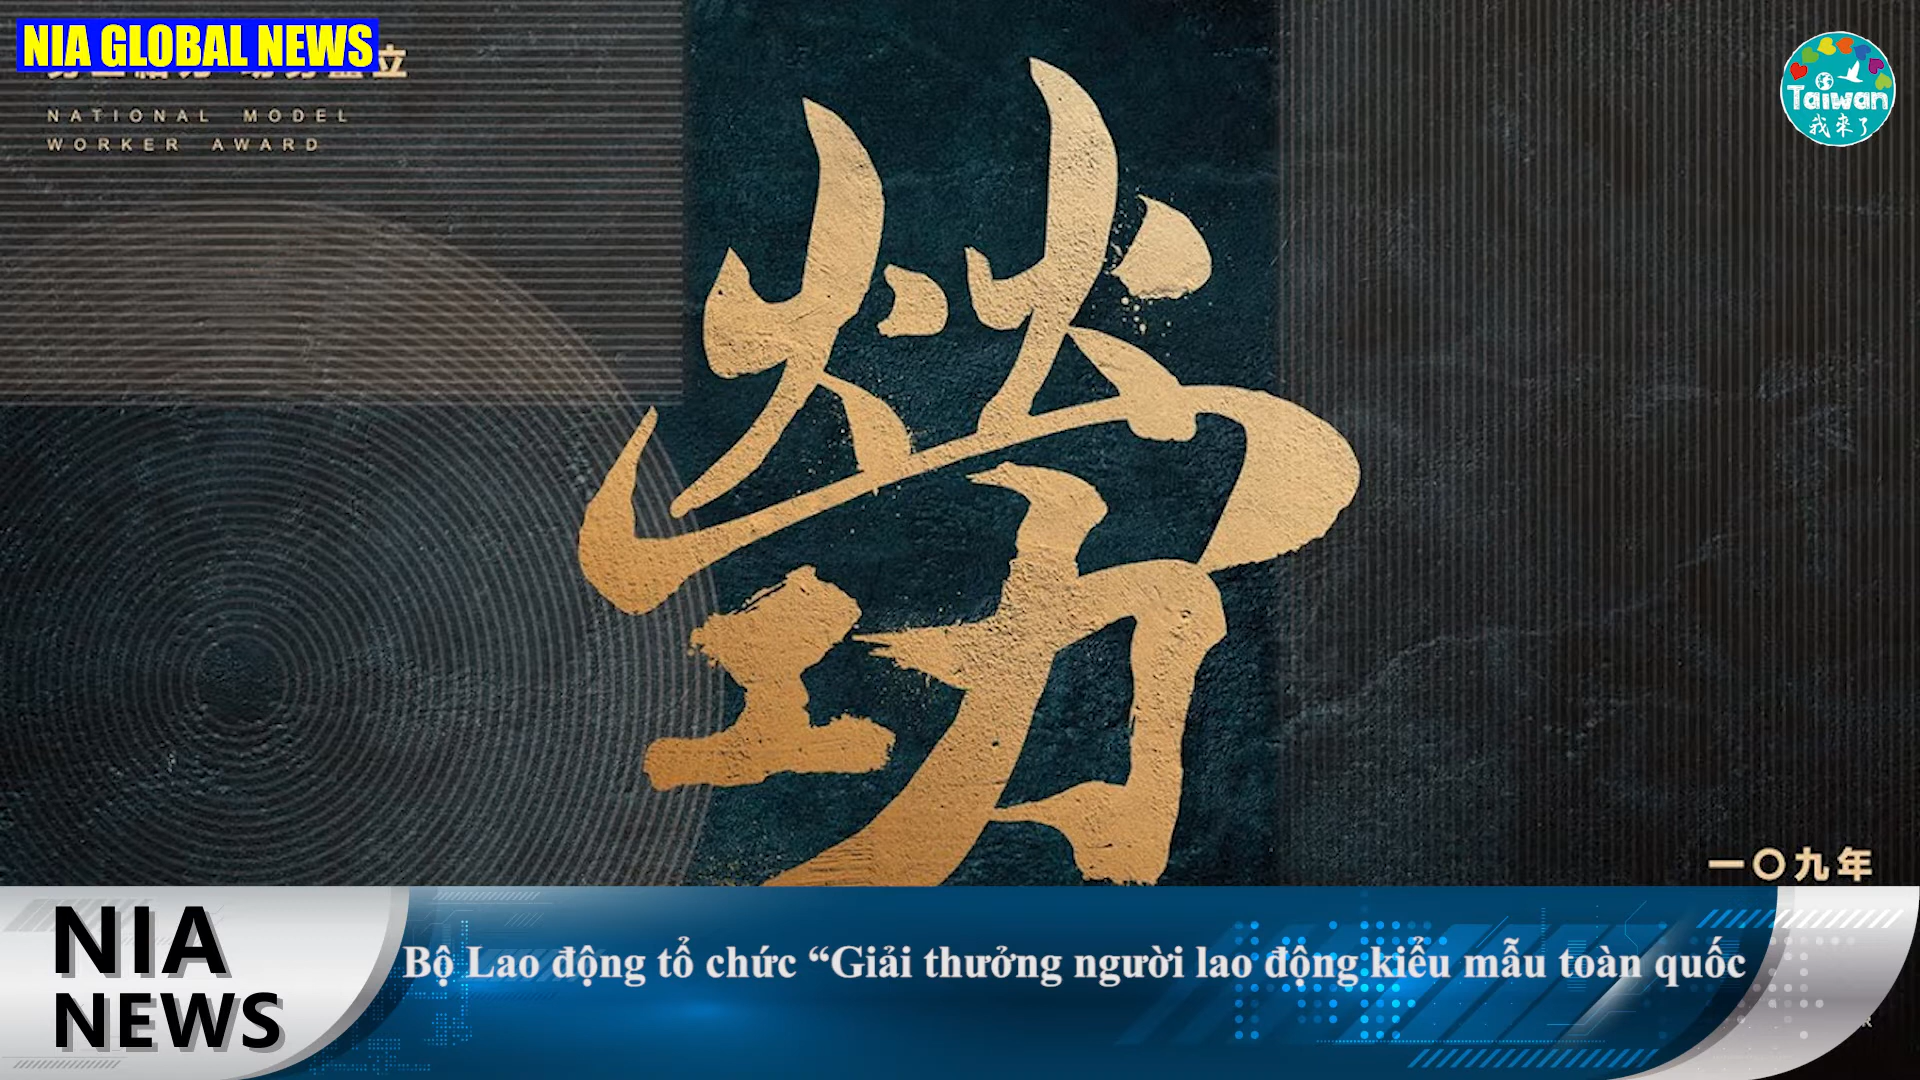 NIA GLOBAL NEWS
立
NATIONAL MODEL
WORKER AWARD
Taiwan
我來了
勞
一〇九年
NIA
NEWS
Bộ Lao động tổ chức “Giải thưởng người lao động kiểu mẫu toàn quốc